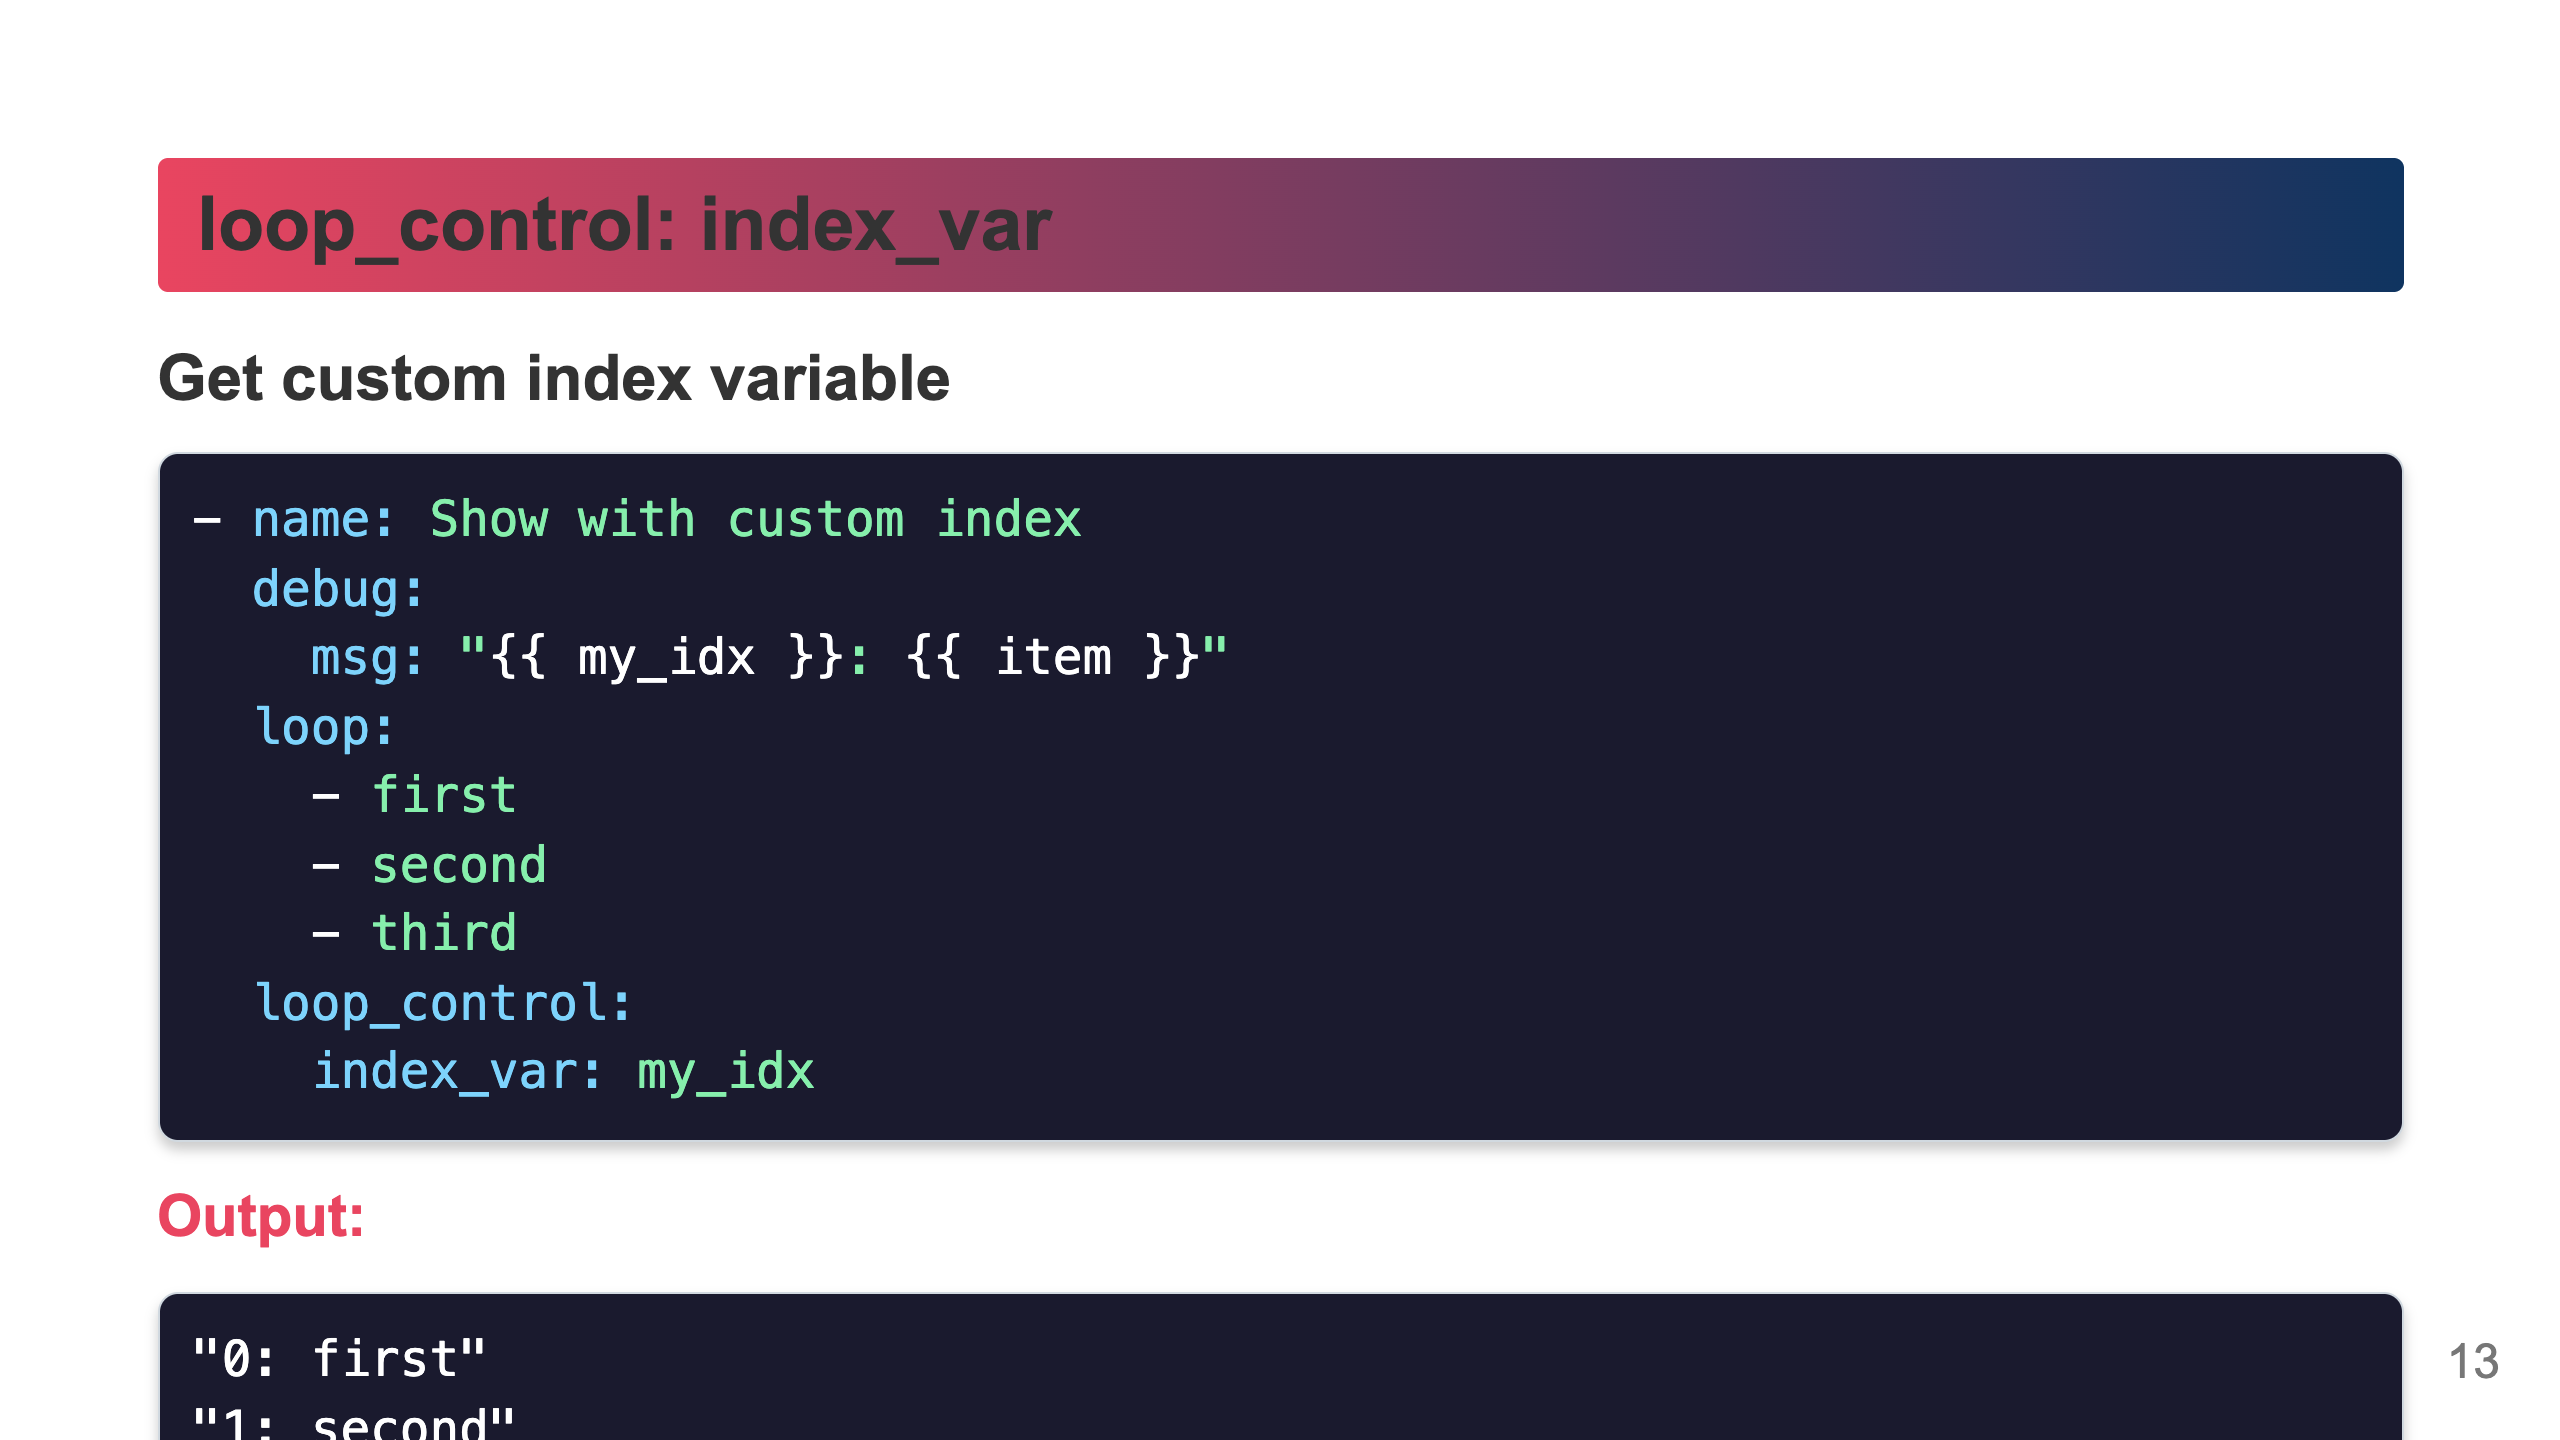 loop_control: index_var
Get custom index variable
- name: Show with custom index
  debug:
    msg: "{{ my_idx }}: {{ item }}"
  loop:
    - first
    - second
    - third
  loop_control:
    index_var: my_idx
Output:
"0: first"
"1: second"
13